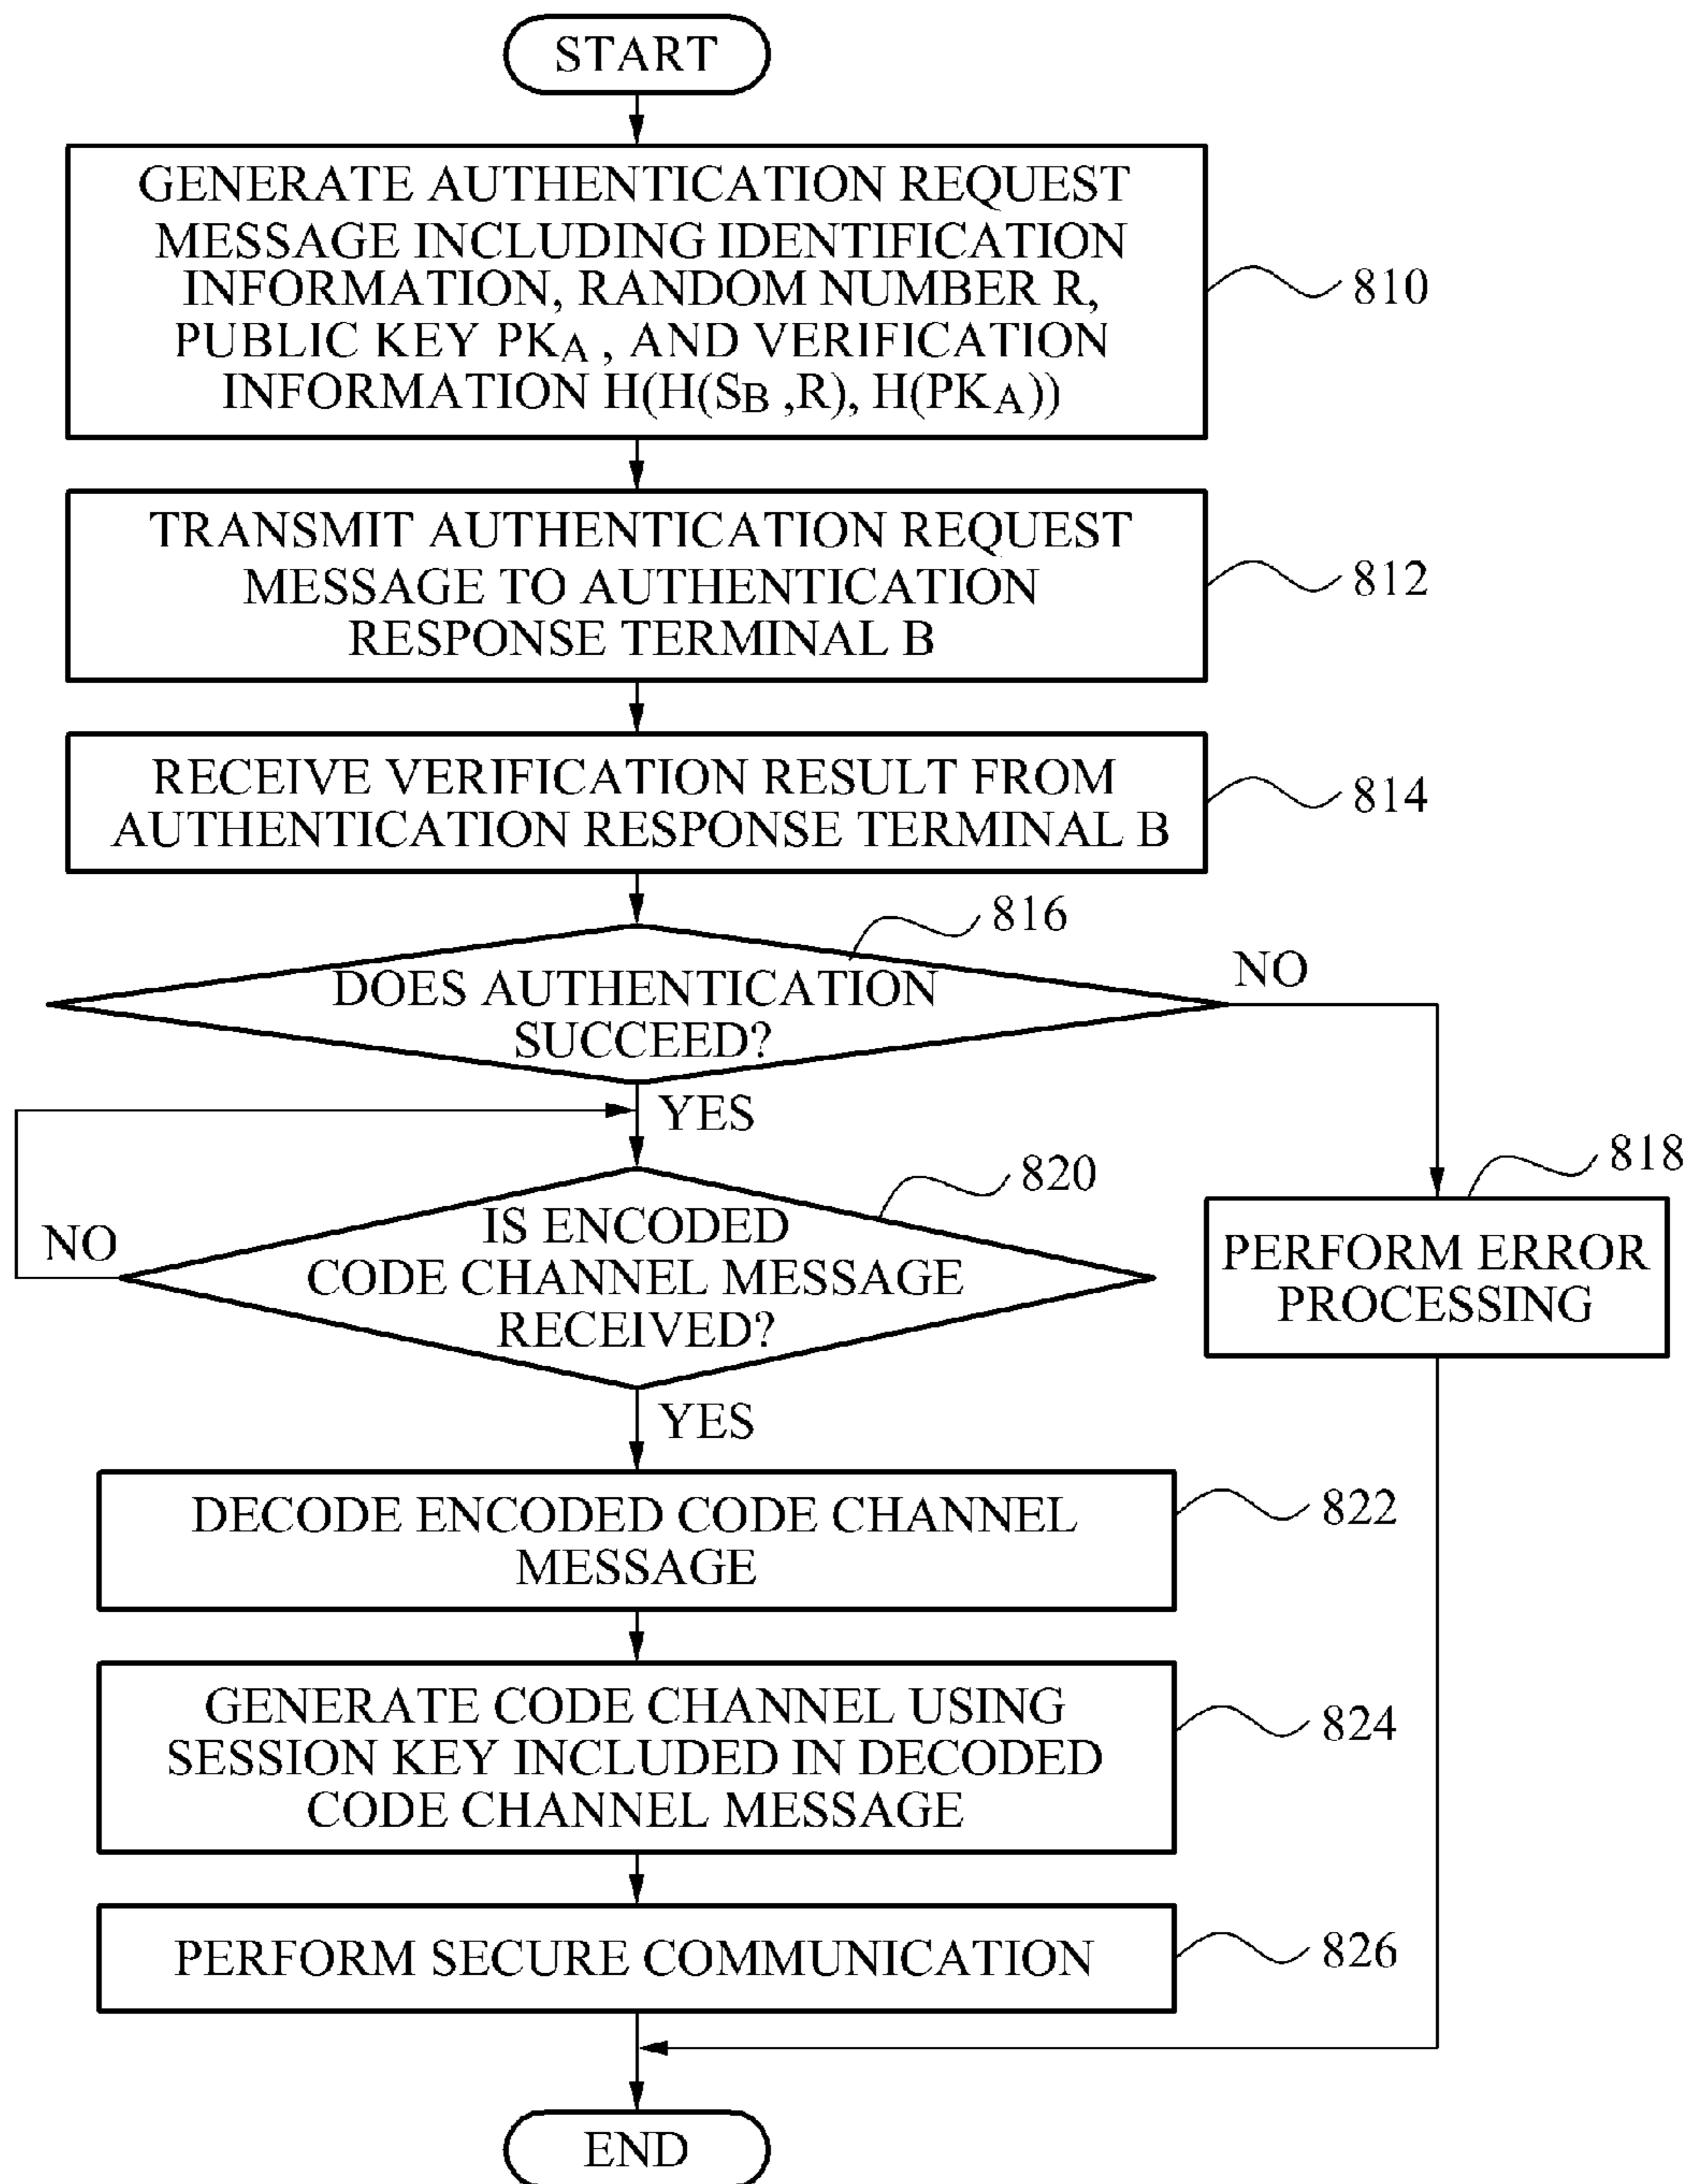 START
GENERATE AUTHENTICATION REQUEST
MESSAGE INCLUDING IDENTIFICATION
INFORMATION, RANDOM NUMBER R,
PUBLIC KEY PKA , AND VERIFICATION
INFORMATION H(H(SB ,R), H(PKA))
810
TRANSMIT AUTHENTICATION REQUEST
MESSAGE TO AUTHENTICATION
RESPONSE TERMINAL B
812
RECEIVE VERIFICATION RESULT FROM
AUTHENTICATION RESPONSE TERMINAL B
814
816
DOES AUTHENTICATION
SUCCEED?
NO
YES
818
PERFORM ERROR
PROCESSING
820
IS ENCODED
CODE CHANNEL MESSAGE
RECEIVED?
NO
YES
DECODE ENCODED CODE CHANNEL
MESSAGE
822
GENERATE CODE CHANNEL USING
SESSION KEY INCLUDED IN DECODED
CODE CHANNEL MESSAGE
824
PERFORM SECURE COMMUNICATION
826
END